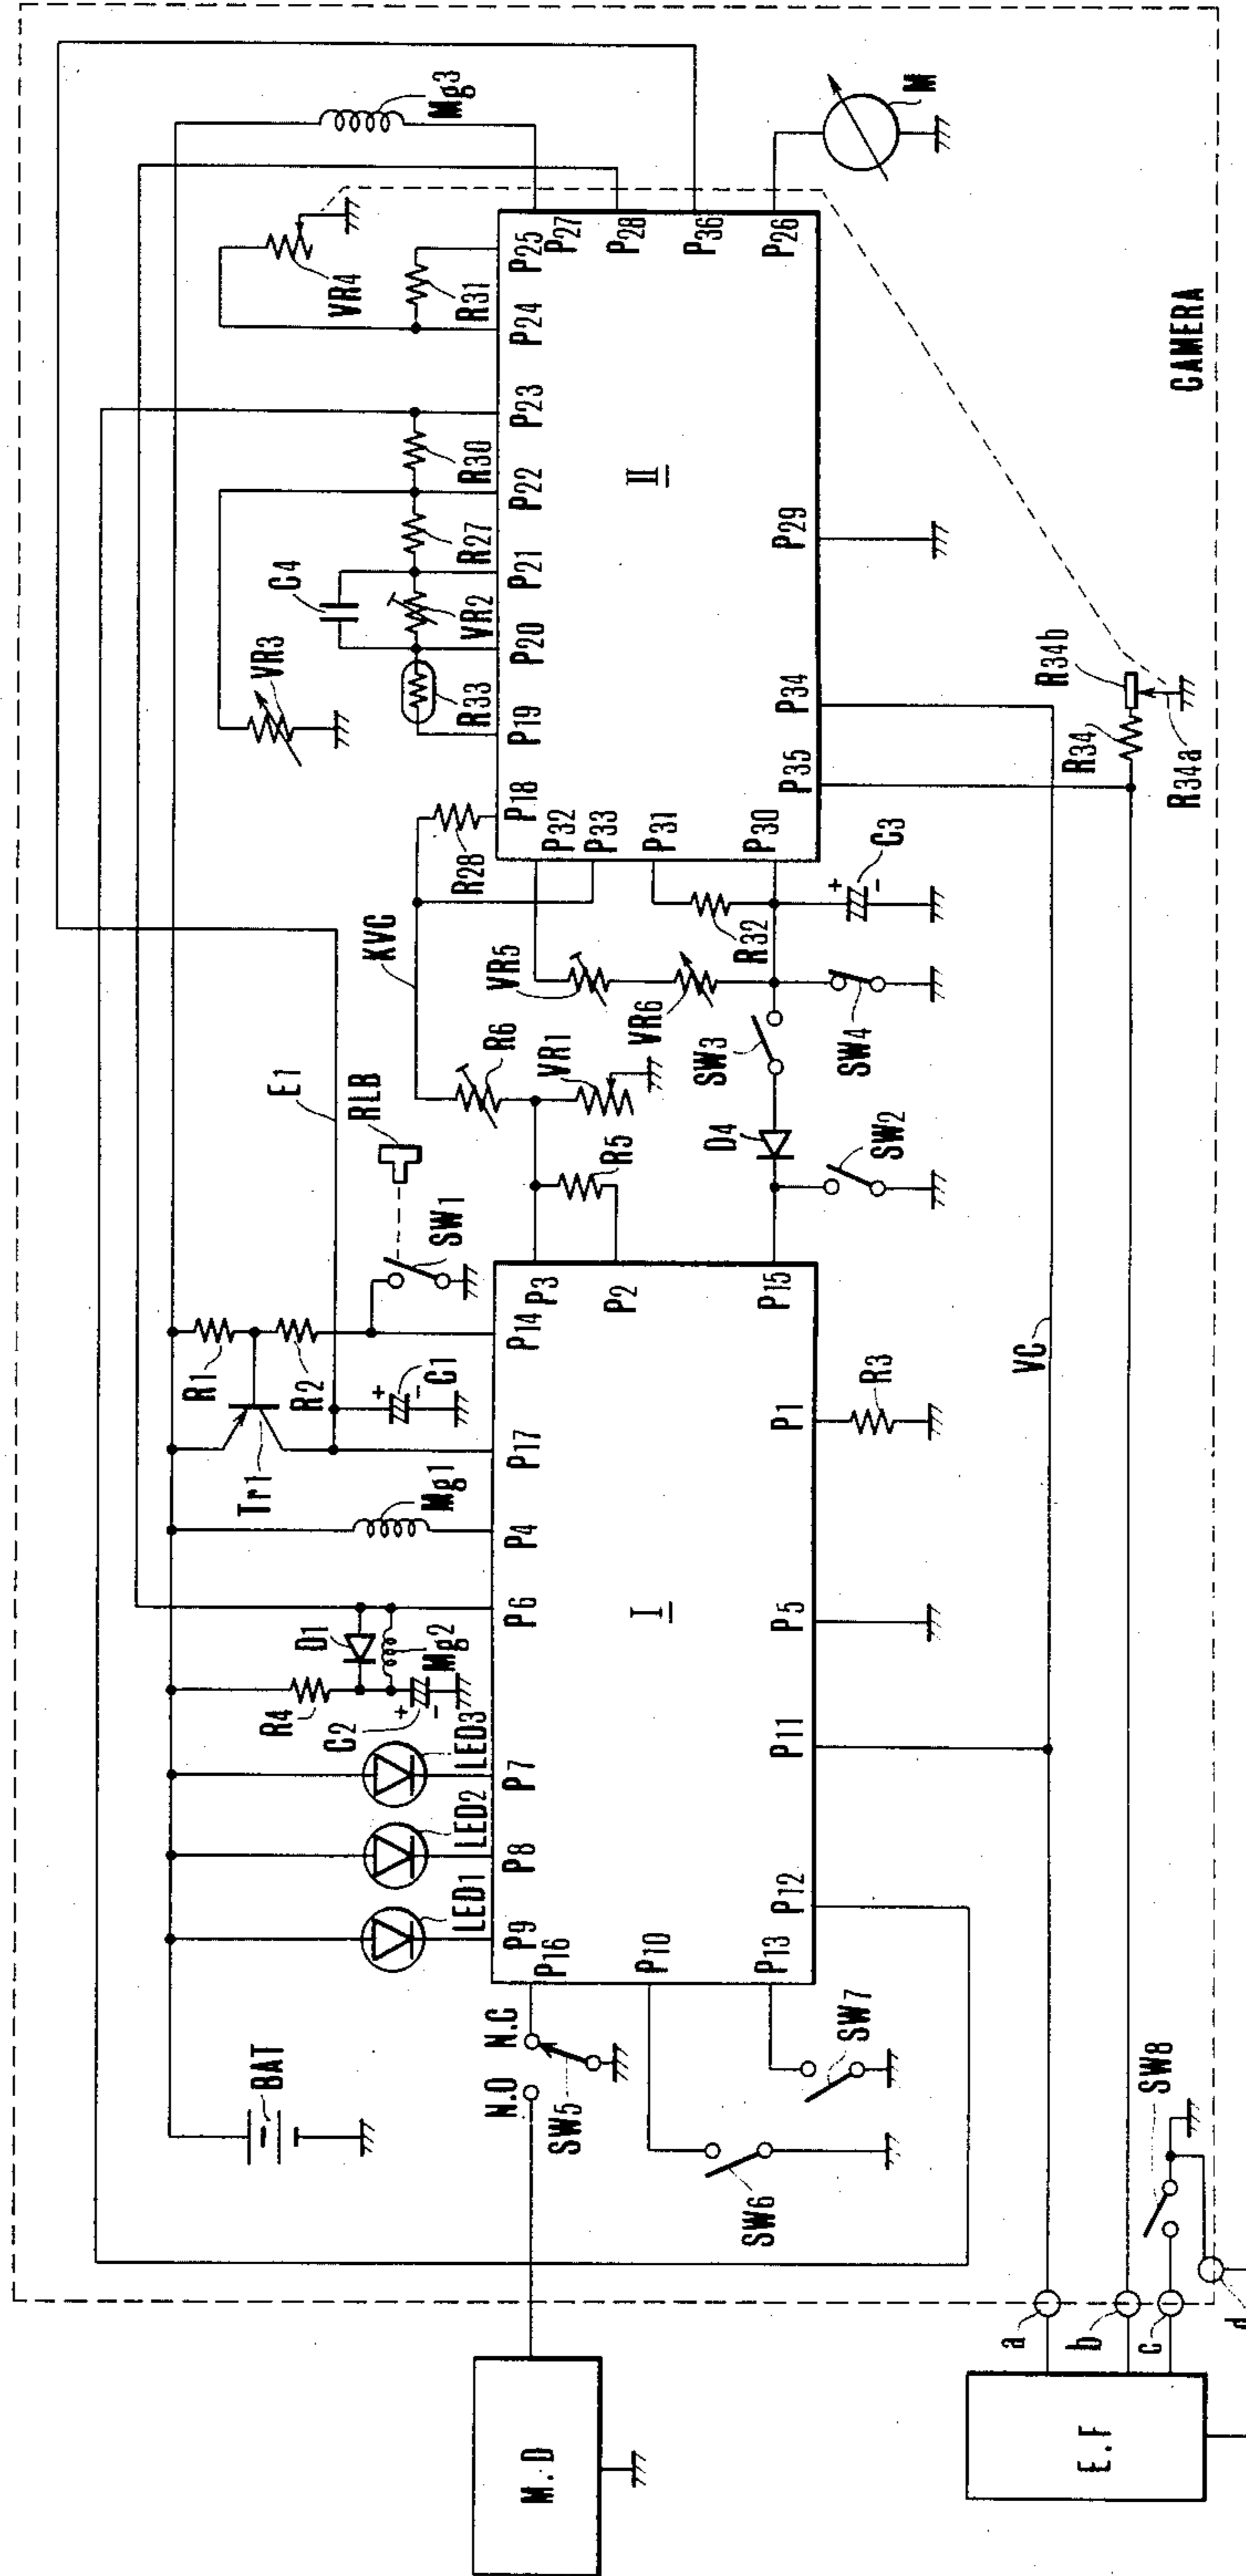 CAMERA
BAT
LED1
LED2
LED3
R4
D1
Mg2
C2
Mg1
Tr1
R1
R2
C1
E1
RLB
SW1
P9
P8
P7
P6
P4
P17
P14
P16
P10
P13
P12
P11
P5
P1
P15
P2
P3
I
N.O
N.C
SW5
SW6
SW7
M.D
R3
R5
R6
VR1
KVC
R28
VR5
VR6
R32
C3
SW3
D4
SW2
SW4
VR3
C4
R33
VR2
R27
R30
R31
VR4
Mg3
P18
P19
P20
P21
P22
P23
P24
P25
P27
P28
P36
P26
P32
P33
P31
P30
P35
P34
P29
II
M
VC
R34
R34b
R34a
SW8
a
b
c
d
E.F